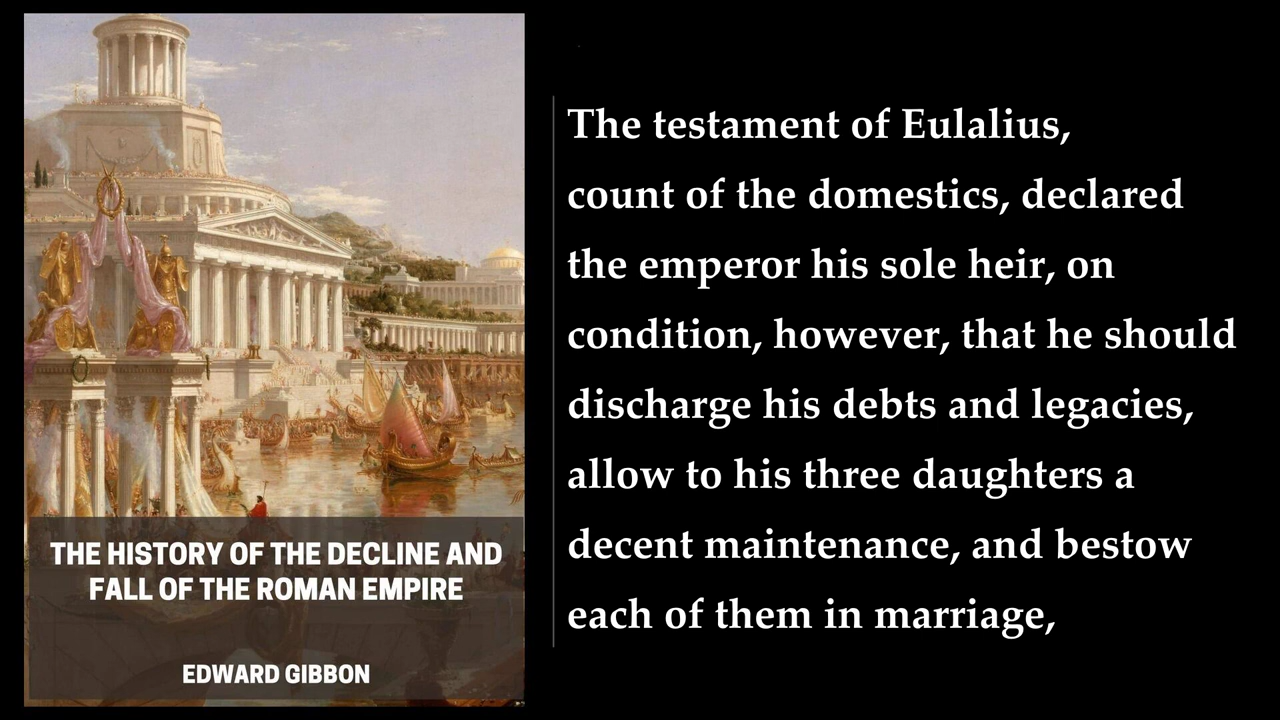 THE HISTORY OF THE DECLINE AND
FALL OF THE ROMAN EMPIRE
EDWARD GIBBON
The testament of Eulalius,
count of the domestics, declared
the emperor his sole heir, on
condition, however, that he should
discharge his debts and legacies,
allow to his three daughters a
decent maintenance, and bestow
each of them in marriage,